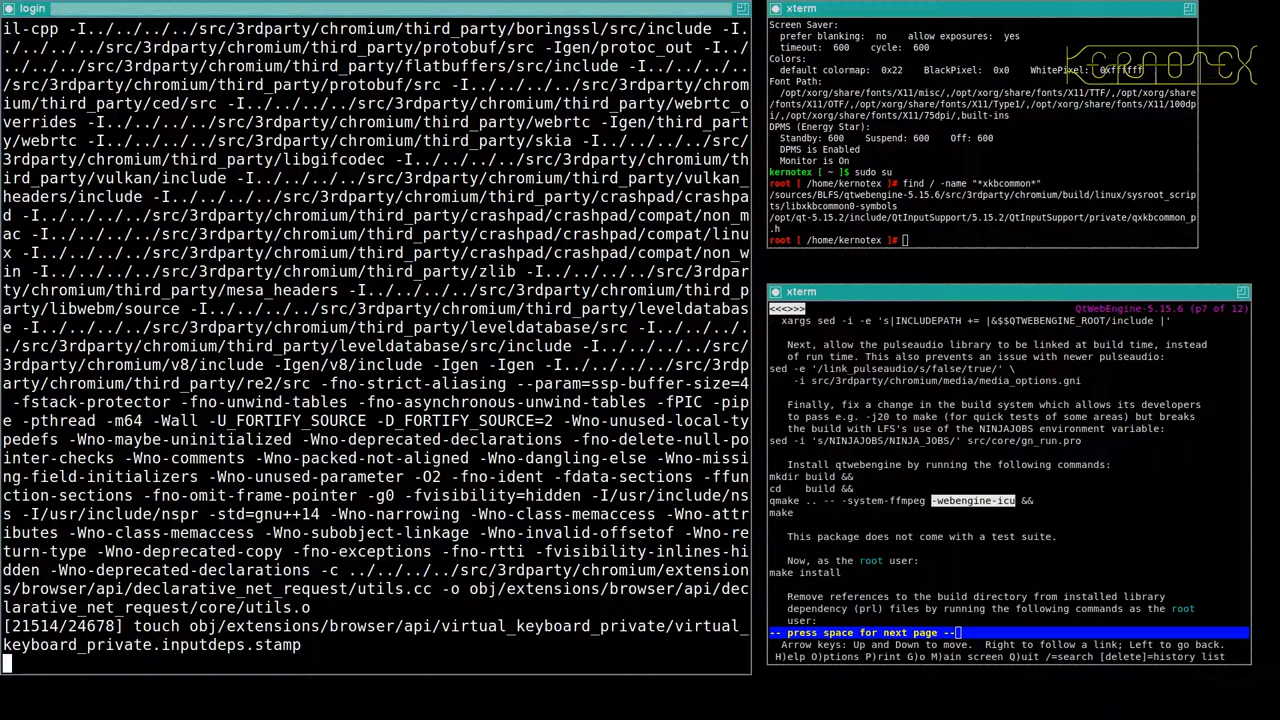 login
il-cpp -I../../../../src/3rdparty/chromium/third_party/boringssl/src/include -I.
./../../../src/3rdparty/chromium/third_party/protobuf/src -Igen/protoc_out -I../
../../../src/3rdparty/chromium/third_party/flatbuffers/src/include -I../../../..
/src/3rdparty/chromium/third_party/protobuf/src -I../../../../src/3rdparty/chrom
ium/third_party/ced/src -I../../../../src/3rdparty/chromium/third_party/webrtc_o
verrides -I../../../../src/3rdparty/chromium/third_party/webrtc -Igen/third_part
y/webrtc -I../../../../src/3rdparty/chromium/third_party/skia -I../../../../src/
3rdparty/chromium/third_party/libgifcodec -I../../../../src/3rdparty/chromium/th
ird_party/vulkan/include -I../../../../src/3rdparty/chromium/third_party/vulkan_
headers/include -I../../../../src/3rdparty/chromium/third_party/crashpad/crashpa
d -I../../../../src/3rdparty/chromium/third_party/crashpad/crashpad/compat/non_m
ac -I../../../../src/3rdparty/chromium/third_party/crashpad/crashpad/compat/linu
x -I../../../../src/3rdparty/chromium/third_party/crashpad/crashpad/compat/non_w
in -I../../../../src/3rdparty/chromium/third_party/zlib -I../../../../src/3rdpar
ty/chromium/third_party/mesa_headers -I../../../../src/3rdparty/chromium/third_p
arty/libwebm/source -I../../../../src/3rdparty/chromium/third_party/leveldatabas
e -I../../../../src/3rdparty/chromium/third_party/leveldatabase/src -I../../../.
./src/3rdparty/chromium/third_party/leveldatabase/src/include -I../../../../src/
3rdparty/chromium/v8/include -Igen/v8/include -Igen -Igen -I../../../../src/3rdp
arty/chromium/third_party/re2/src -fno-strict-aliasing --param=ssp-buffer-size=4
-fstack-protector -fno-unwind-tables -fno-asynchronous-unwind-tables -fPIC -pip
e -pthread -m64 -Wall -U_FORTIFY_SOURCE -D_FORTIFY_SOURCE=2 -Wno-unused-local-ty
pedefs -Wno-maybe-uninitialized -Wno-deprecated-declarations -fno-delete-null-po
inter-checks -Wno-comments -Wno-packed-not-aligned -Wno-dangling-else -Wno-missi
ng-field-initializers -Wno-unused-parameter -O2 -fno-ident -fdata-sections -ffun
ction-sections -fno-omit-frame-pointer -g0 -fvisibility=hidden -I/usr/include/ns
s -I/usr/include/nspr -std=gnu++14 -Wno-narrowing -Wno-class-memaccess -Wno-attr
ibutes -Wno-class-memaccess -Wno-subobject-linkage -Wno-invalid-offsetof -Wno-re
turn-type -Wno-deprecated-copy -fno-exceptions -fno-rtti -fvisibility-inlines-hi
dden -Wno-deprecated-declarations -c ../../../../src/3rdparty/chromium/extension
s/browser/api/declarative_net_request/utils.cc -o obj/extensions/browser/api/dec
larative_net_request/core/utils.o
[21514/24678] touch obj/extensions/browser/api/virtual_keyboard_private/virtual_
keyboard_private.inputdeps.stamp
xterm
Screen Saver:
prefer blanking:  no    allow exposures:  yes
timeout:  600    cycle:  600
Colors:
default colormap:  0x22    BlackPixel:  0x0    WhitePixel:  0xffffff
Font Path:
/opt/xorg/share/fonts/X11/misc/,/opt/xorg/share/fonts/X11/TTF/,/opt/xorg/share
/fonts/X11/OTF/,/opt/xorg/share/fonts/X11/Type1/,/opt/xorg/share/fonts/X11/100dp
i/,/opt/xorg/share/fonts/X11/75dpi/,built-ins
DPMS (Energy Star):
Standby: 600    Suspend: 600    Off: 600
DPMS is Enabled
Monitor is On
kernotex [ ~ ]$ sudo su
root [ /home/kernotex ]# find / -name "*xkbcommon*"
/sources/BLFS/qtwebengine-5.15.6/src/3rdparty/chromium/build/linux/sysroot_scrip
ts/libxkbcommon0-symbols
/opt/qt-5.15.2/include/QtInputSupport/5.15.2/QtInputSupport/private/qxkbcommon_p
.h
root [ /home/kernotex ]#
KERNOTEX
xterm
<<<>>> QtWebEngine-5.15.6 (p7 of 12)
xargs sed -i -e 's|INCLUDEPATH += |&$$QTWEBENGINE_ROOT/include |'
Next, allow the pulseaudio library to be linked at build time, instead
of run time. This also prevents an issue with newer pulseaudio:
sed -e '/link_pulseaudio/s/false/true/' \
-i src/3rdparty/chromium/media/media_options.gni
Finally, fix a change in the build system which allows its developers
to pass e.g. -j20 to make (for quick tests of some areas) but breaks
the build with LFS's use of the NINJAJOBS environment variable:
sed -i 's/NINJAJOBS/NINJA_JOBS/' src/core/gn_run.pro
Install qtwebengine by running the following commands:
mkdir build &&
cd    build &&
qmake .. -- -system-ffmpeg -webengine-icu &&
make
This package does not come with a test suite.
Now, as the root user:
make install
Remove references to the build directory from installed library
dependency (prl) files by running the following commands as the root
user:
-- press space for next page --
Arrow keys: Up and Down to move.  Right to follow a link; Left to go back.
H)elp O)ptions P)rint G)o M)ain screen Q)uit /=search [delete]=history list